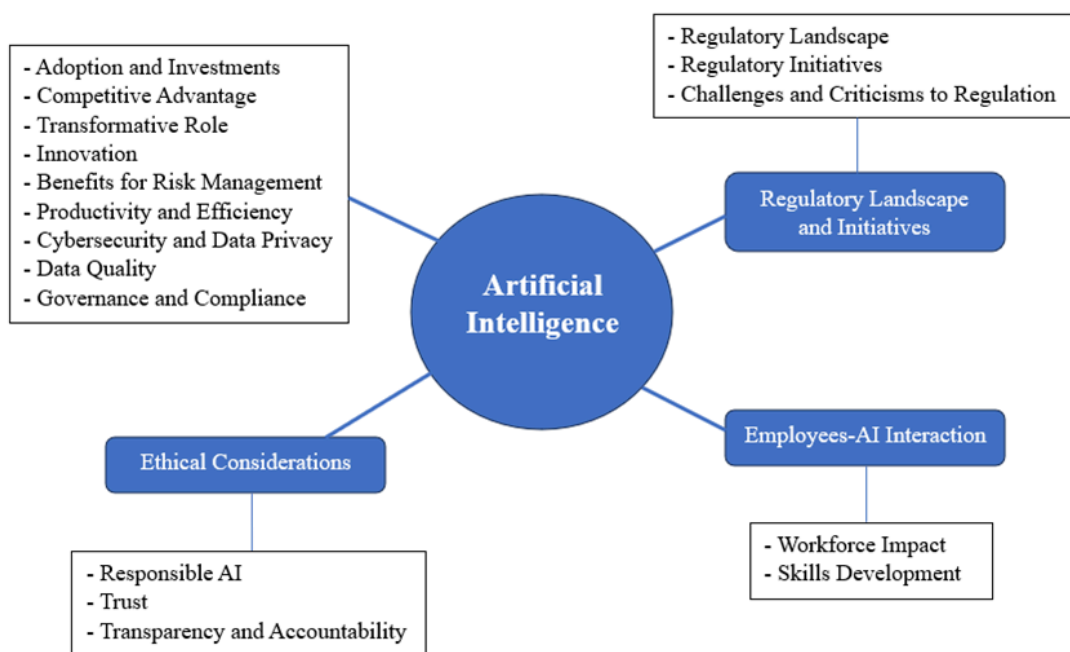 - Adoption and Investments
- Competitive Advantage
- Transformative Role
- Innovation
- Benefits for Risk Management
- Productivity and Efficiency
- Cybersecurity and Data Privacy
- Data Quality
- Governance and Compliance
- Regulatory Landscape
- Regulatory Initiatives
- Challenges and Criticisms to Regulation
Regulatory Landscape
and Initiatives
Artificial
Intelligence
Ethical Considerations
- Responsible AI
- Trust
- Transparency and Accountability
Employees-AI Interaction
- Workforce Impact
- Skills Development